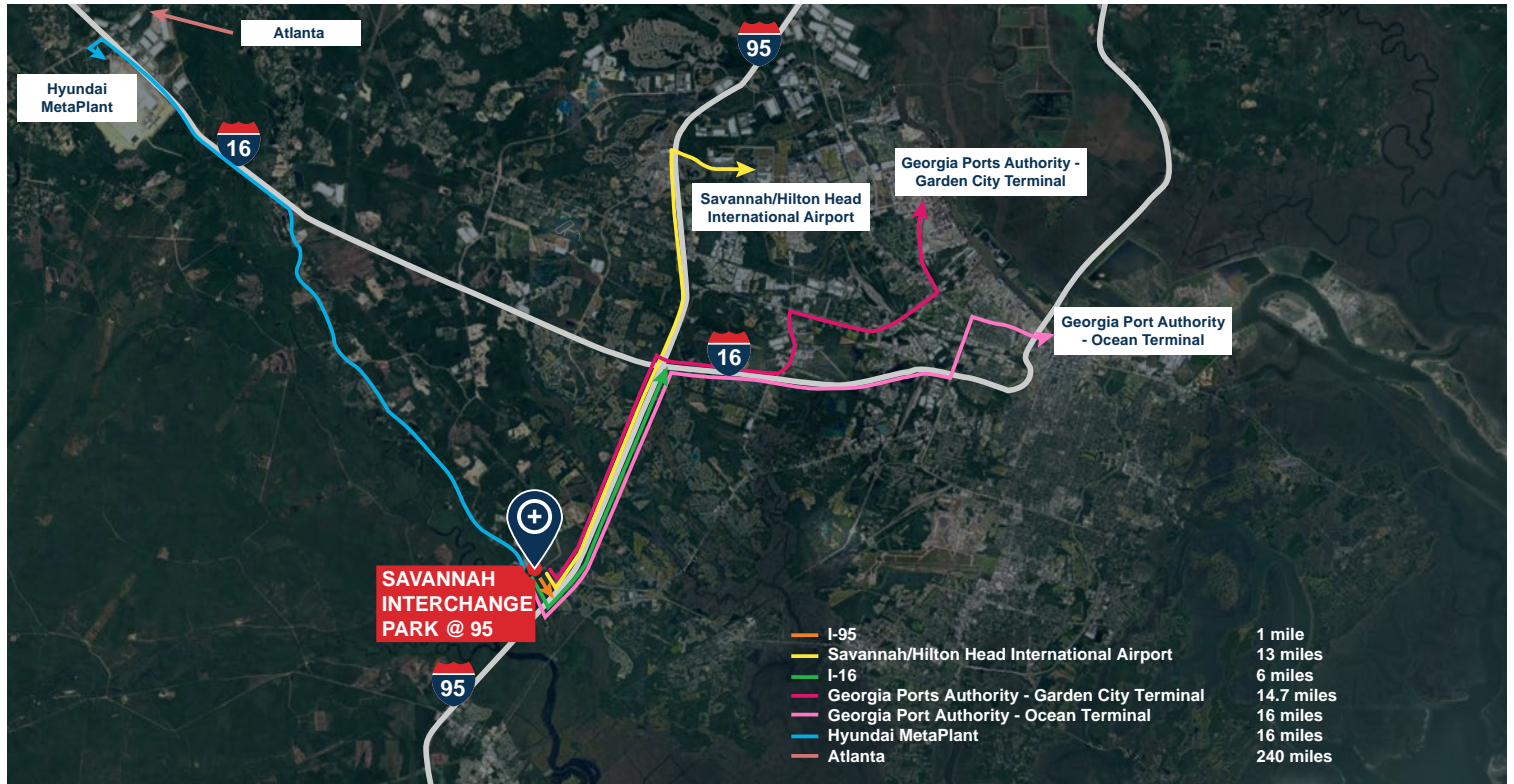 Atlanta
95
Hyundai
MetaPlant
16
Georgia Ports Authority -
Garden City Terminal
Savannah/Hilton Head
International Airport
Georgia Port Authority
- Ocean Terminal
16
SAVANNAH
INTERCHANGE
PARK @ 95
95
I-95 1 mile
Savannah/Hilton Head International Airport 13 miles
I-16 6 miles
Georgia Ports Authority - Garden City Terminal 14.7 miles
Georgia Port Authority - Ocean Terminal 16 miles
Hyundai MetaPlant 16 miles
Atlanta 240 miles